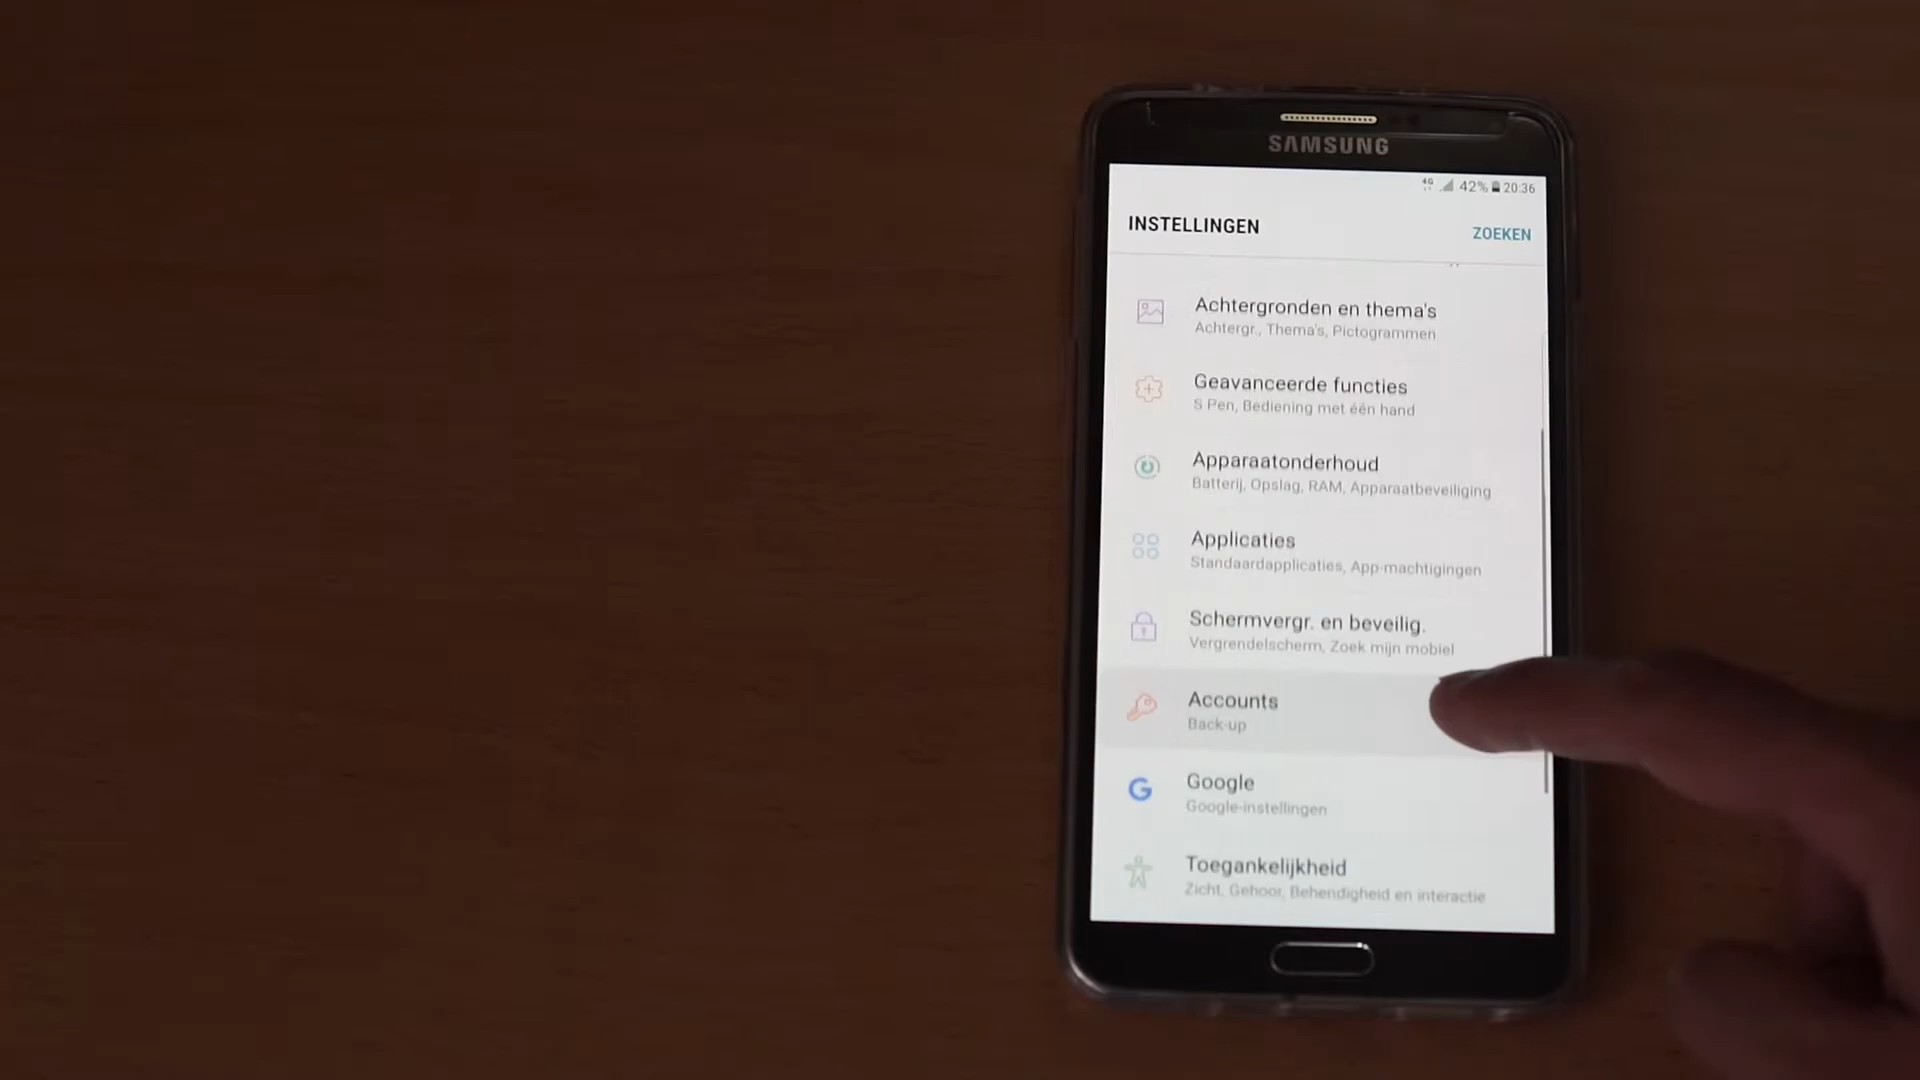 SAMSUNG
4G 42% 20:36
INSTELLINGEN
ZOEKEN
Achtergronden en thema's
Achtergr., Thema's, Pictogrammen
Geavanceerde functies
S Pen, Bediening met één hand
Apparaatonderhoud
Batterij, Opslag, RAM, Apparaatbeveiliging
Applicaties
Standaardapplicaties, App-machtigingen
Schermvergr. en beveilig.
Vergrendelscherm, Zoek mijn mobiel
Accounts
Back-up
Google
Google-instellingen
Toegankelijkheid
Zicht, Gehoor, Behendigheid en interactie